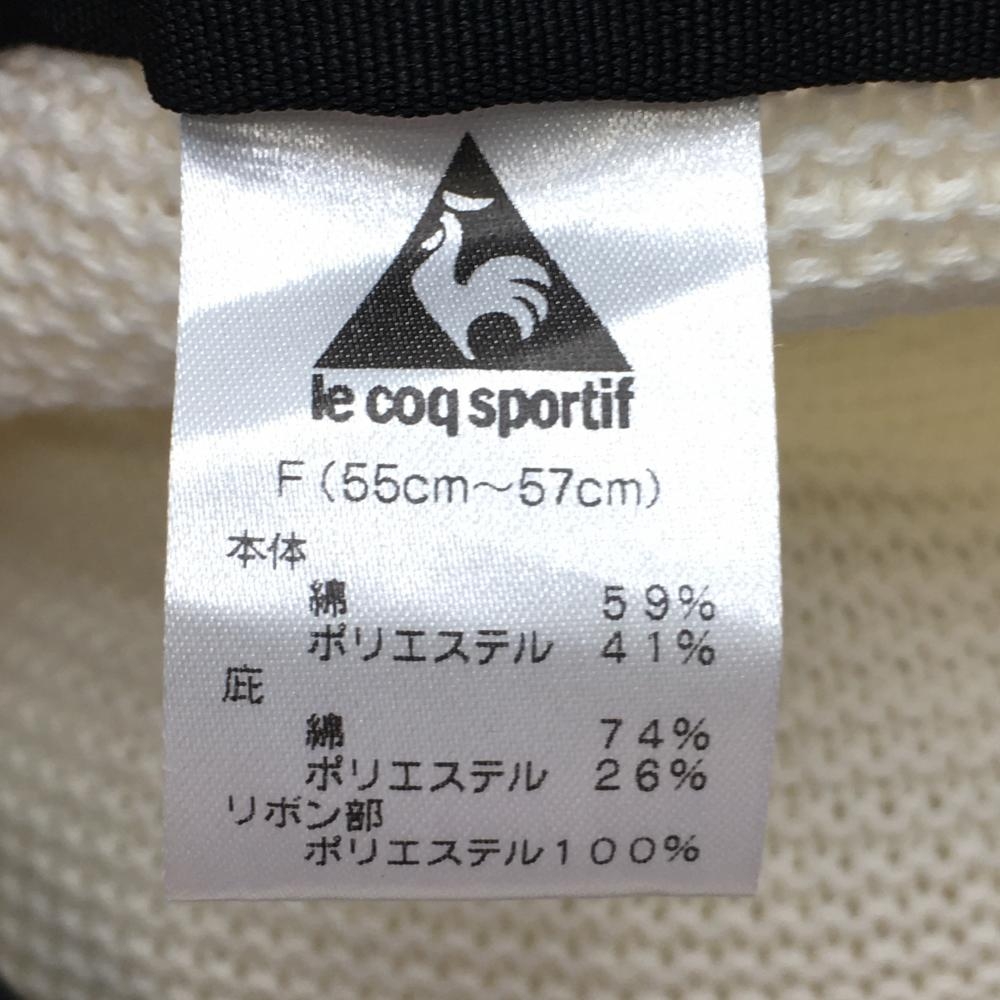 le coq sportif
F(55cm～57cm)
本体
綿 59%
ポリエステル 41%
庇
綿 74%
ポリエステル 26%
リボン部
ポリエステル100%